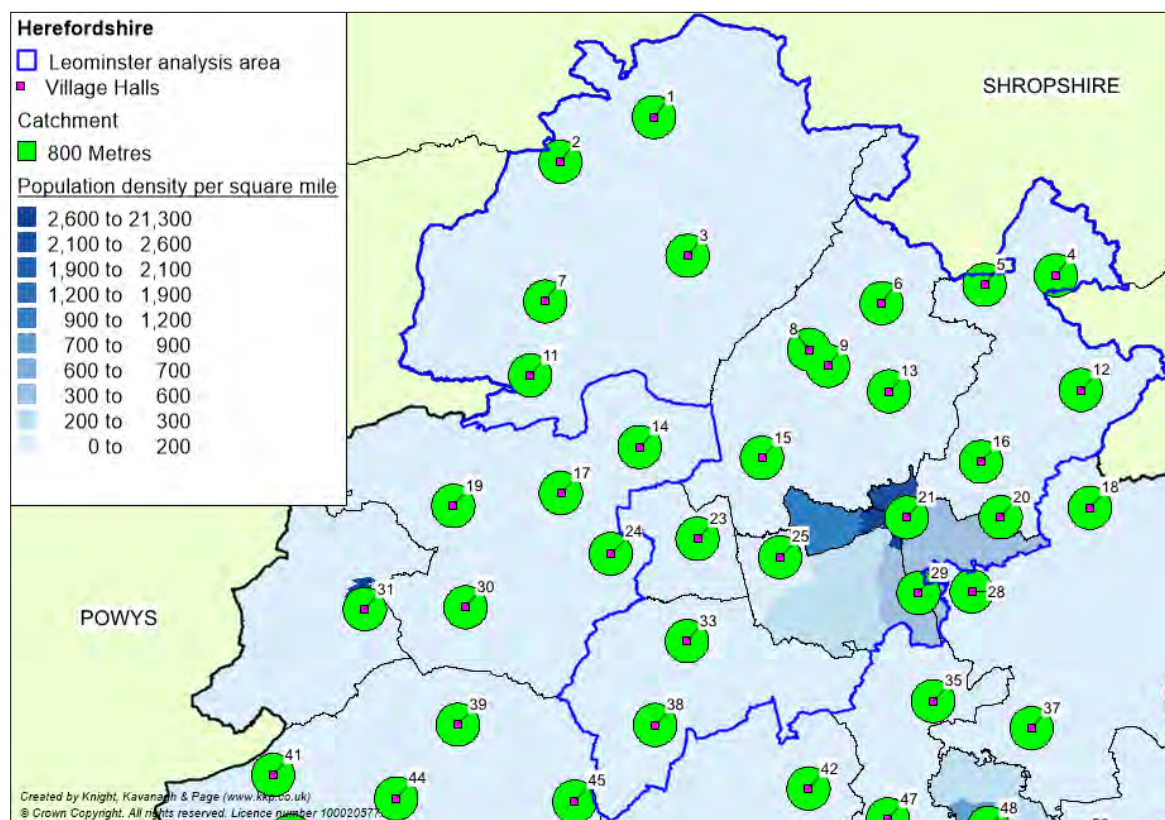 Herefordshire
Leominster analysis area
Village Halls
Catchment
800 Metres
Population density per square mile
2,600 to 21,300
2,100 to 2,600
1,900 to 2,100
1,200 to 1,900
900 to 1,200
700 to 900
600 to 700
300 to 600
200 to 300
0 to 200
SHROPSHIRE
POWYS
1
2
3
4
5
6
7
8
9
11
12
13
14
15
16
17
18
19
20
21
23
24
25
28
29
30
31
33
35
37
38
39
41
42
44
45
47
48
Created by Knight, Kavanagh & Page (www.kkp.co.uk)
© Crown Copyright. All rights reserved. Licence number 100020577.